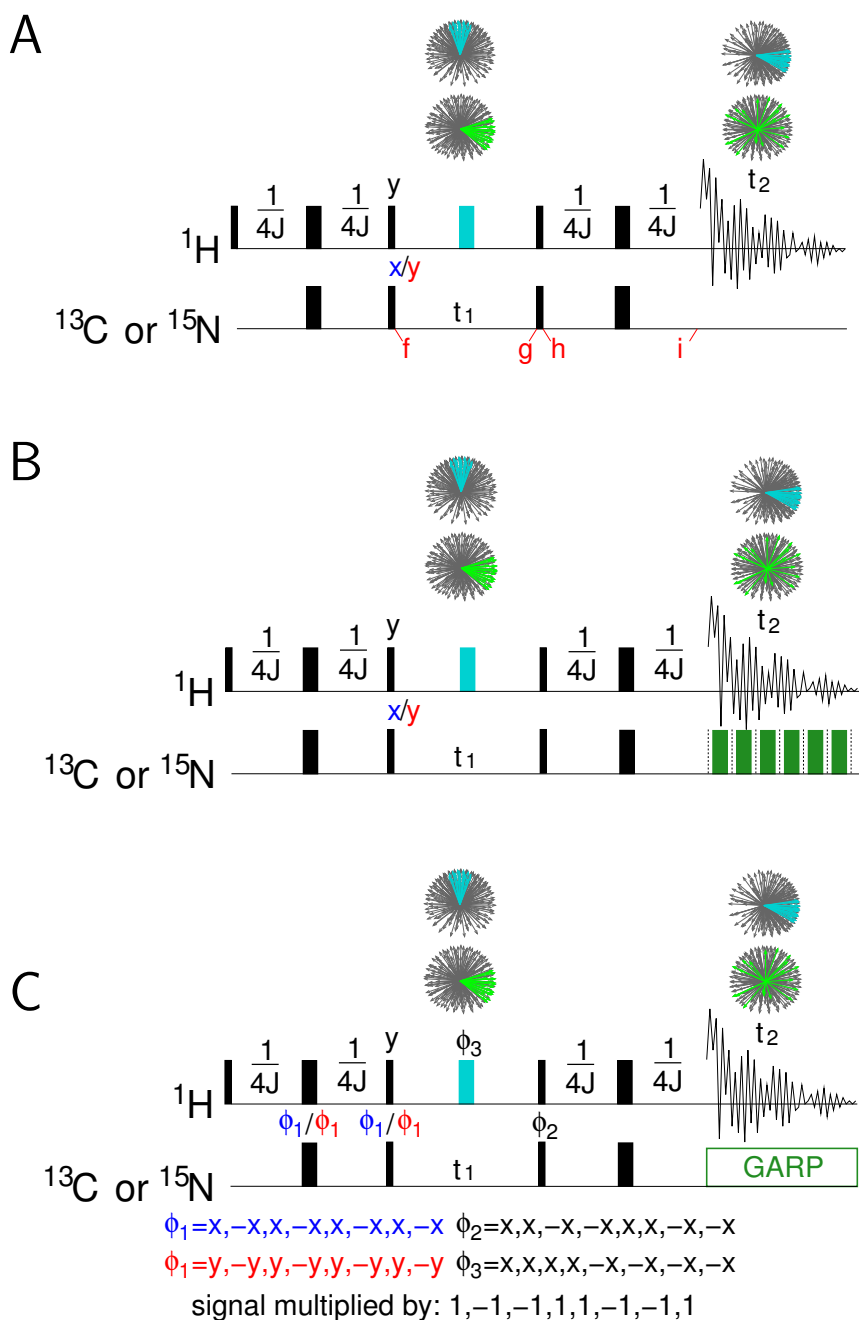 A
1/4J 1/4J y 1/4J 1/4J t2
1H
x/y
13C or 15N t1
f g h i
B
1/4J 1/4J y 1/4J 1/4J t2
1H
x/y
13C or 15N t1
C
1/4J 1/4J y ϕ3 1/4J 1/4J t2
1H
ϕ1/ϕ1 ϕ1/ϕ1 ϕ2
13C or 15N t1 GARP
ϕ1=x,−x,x,−x,x,−x,x,−x ϕ2=x,x,−x,−x,x,x,−x,−x
ϕ1=y,−y,y,−y,y,−y,y,−y ϕ3=x,x,x,x,−x,−x,−x,−x
signal multiplied by: 1,−1,−1,1,1,−1,−1,1